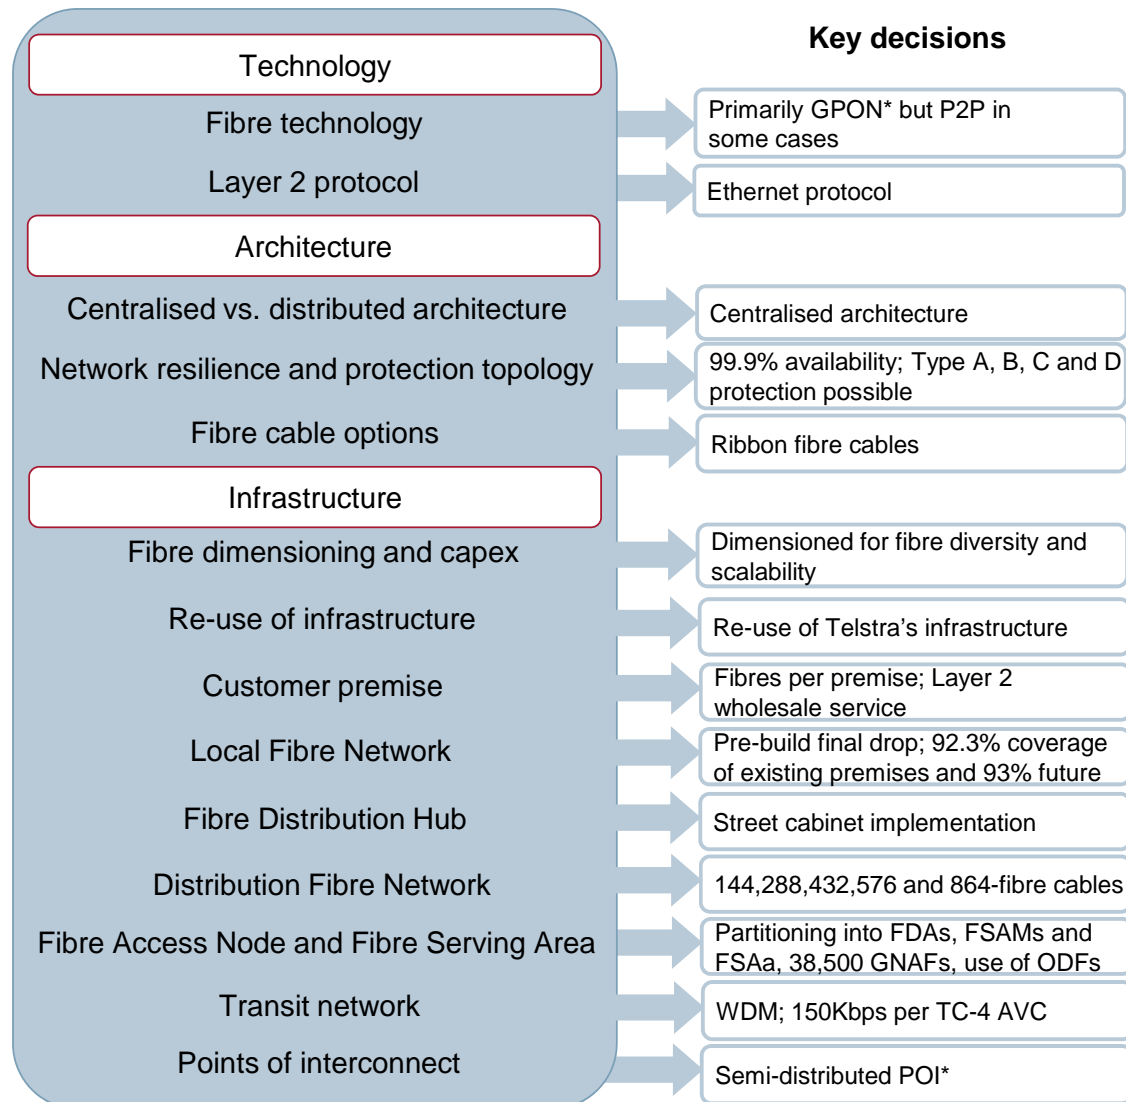 Key decisions
Technology
Fibre technology
Primarily GPON* but P2P in
some cases
Layer 2 protocol
Ethernet protocol
Architecture
Centralised vs. distributed architecture
Centralised architecture
Network resilience and protection topology
99.9% availability; Type A, B, C and D
protection possible
Fibre cable options
Ribbon fibre cables
Infrastructure
Fibre dimensioning and capex
Dimensioned for fibre diversity and
scalability
Re-use of infrastructure
Re-use of Telstra's infrastructure
Customer premise
Fibres per premise; Layer 2
wholesale service
Local Fibre Network
Pre-build final drop; 92.3% coverage
of existing premises and 93% future
Fibre Distribution Hub
Street cabinet implementation
Distribution Fibre Network
144,288,432,576 and 864-fibre cables
Fibre Access Node and Fibre Serving Area
Partitioning into FDAs, FSAMs and
FSAa, 38,500 GNAFs, use of ODFs
Transit network
WDM; 150Kbps per TC-4 AVC
Points of interconnect
Semi-distributed POI*